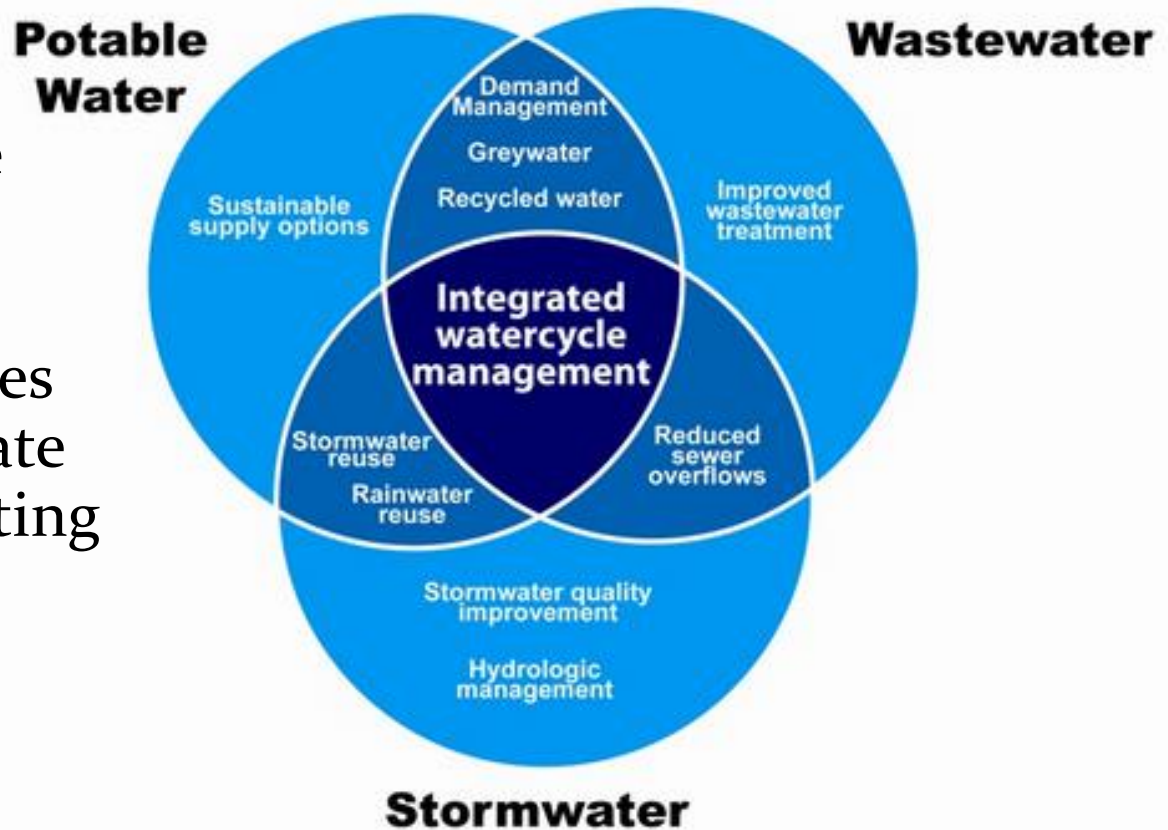 Potable
Water
Wastewater
Demand
Management
Greywater
Recycled water
Sustainable
supply options
Improved
wastewater
treatment
Integrated
watercycle
management
es
ate
ting
Stormwater
reuse
Rainwater
reuse
Reduced
sewer
overflows
Stormwater quality
improvement
Hydrologic
management
Stormwater